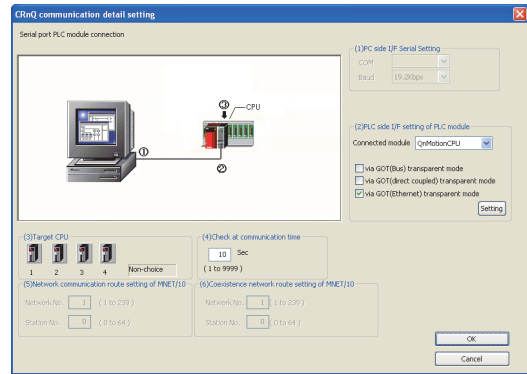 CRnQ communication detail setting
Serial port PLC module connection
③
CPU
①
②
(1)PC side I/F Serial Setting
COM
Baud 19.2Kbps
(2)PLC side I/F setting of PLC module
Connected module QnMotionCPU
via GOT(Bus) transparent mode
via GOT(direct coupled) transparent mode
via GOT(Ethernet) transparent mode
Setting
(3)Target CPU
1 2 3 4 Non-choice
(4)Check at communication time
10 Sec
( 1 to 9999 )
(5)Network communication route setting of MNET/10
Network No. 1 ( 1 to 239 )
Station No. 0 ( 0 to 64 )
(6)Coexistence network route setting of MNET/10
Network No. 1 ( 1 to 239 )
Station No. 0 ( 0 to 64 )
OK
Cancel